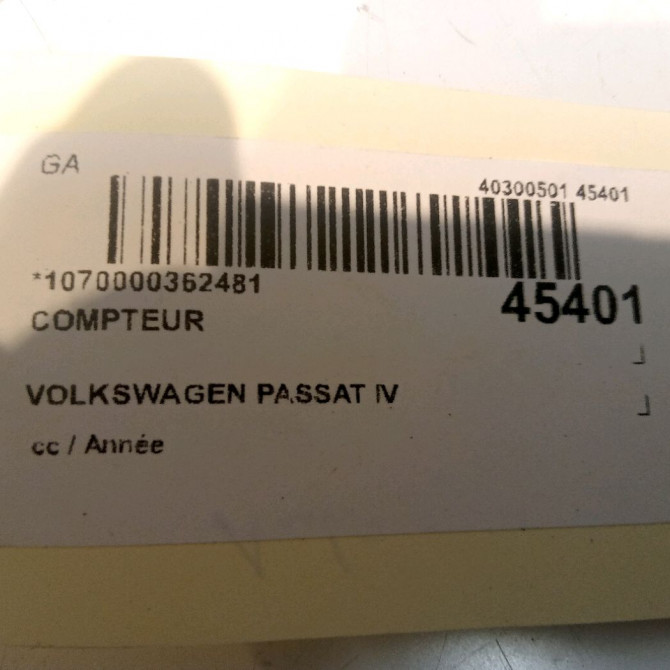 GA
40300501 45401
*1070000362481
45401
COMPTEUR
VOLKSWAGEN PASSAT IV
cc / Année